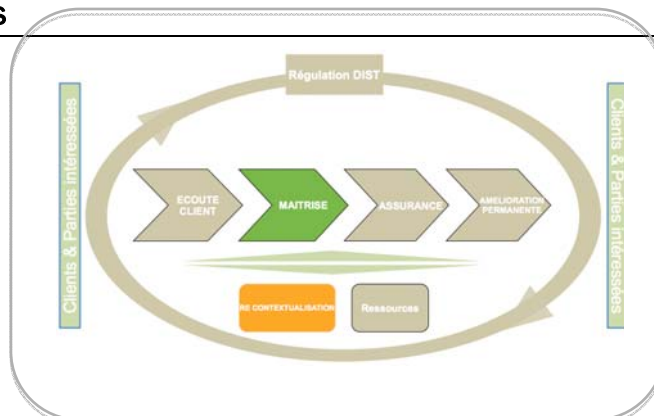 s
Régulation DIST
Clients & Parties intéressées
Clients & Parties intéressées
ECOUTE
CLIENT
MAITRISE
ASSURANCE
AMELIORATION
PERMANENTE
RE CONTEXTUALISATION
Ressources